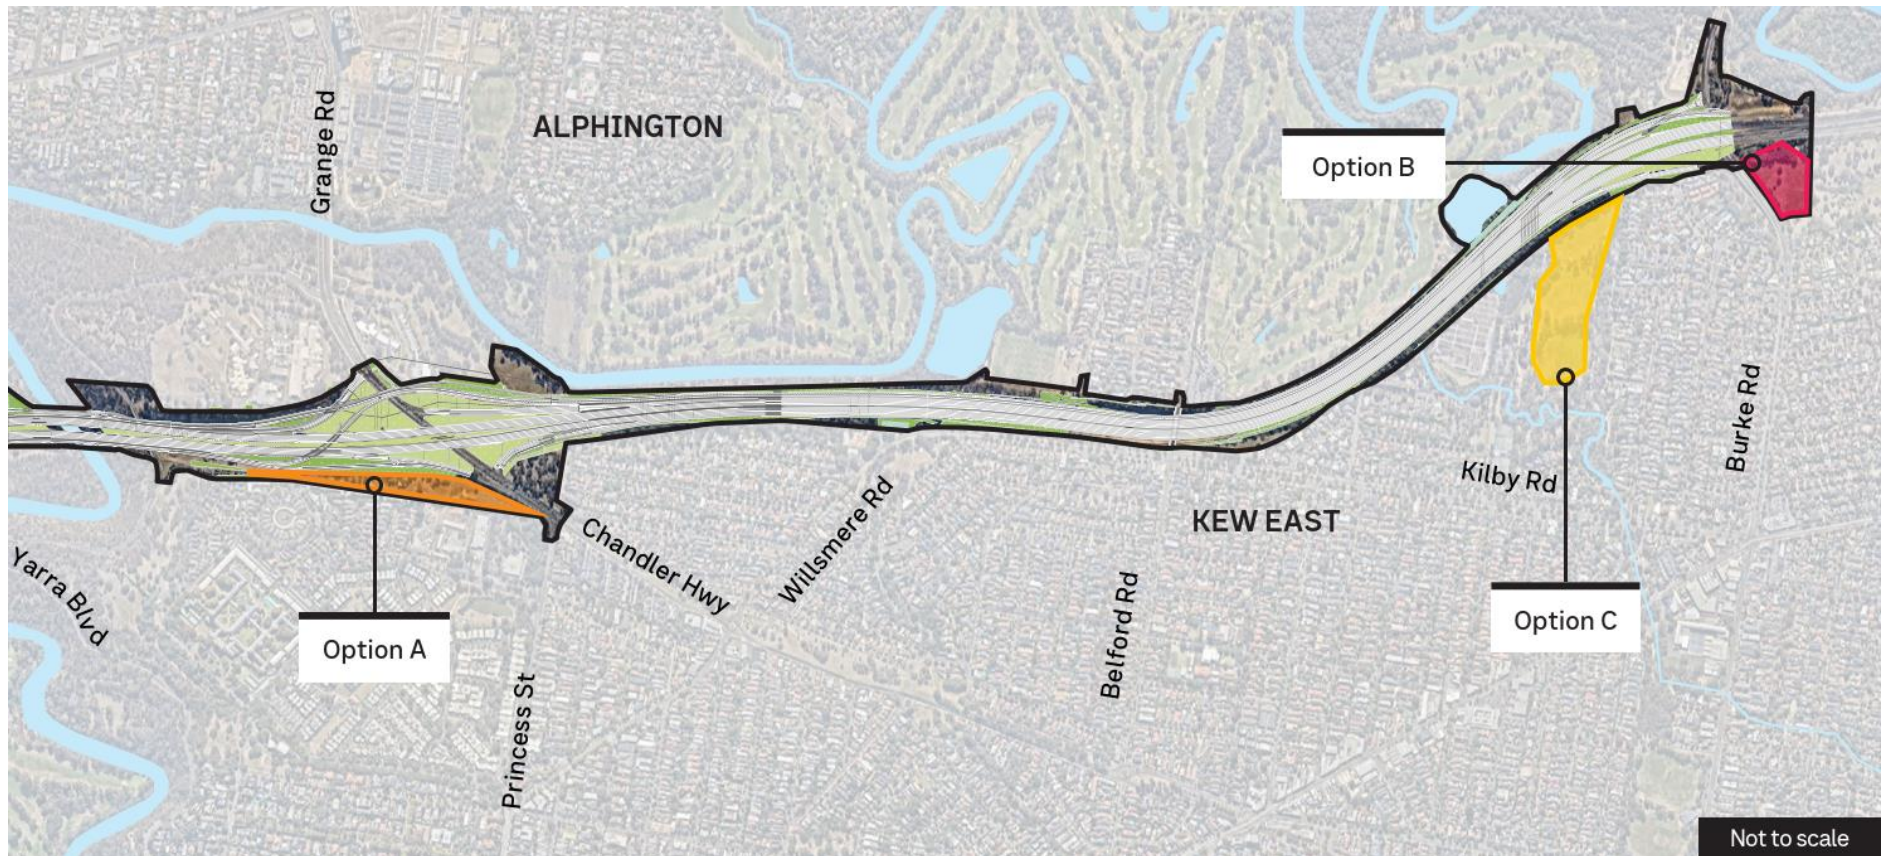 Grange Rd
ALPHINGTON
Option B
Burke Rd
Kilby Rd
KEW EAST
Willsmere Rd
Chandler Hwy
Yarra Blvd
Belford Rd
Option C
Option A
Princess St
Not to scale